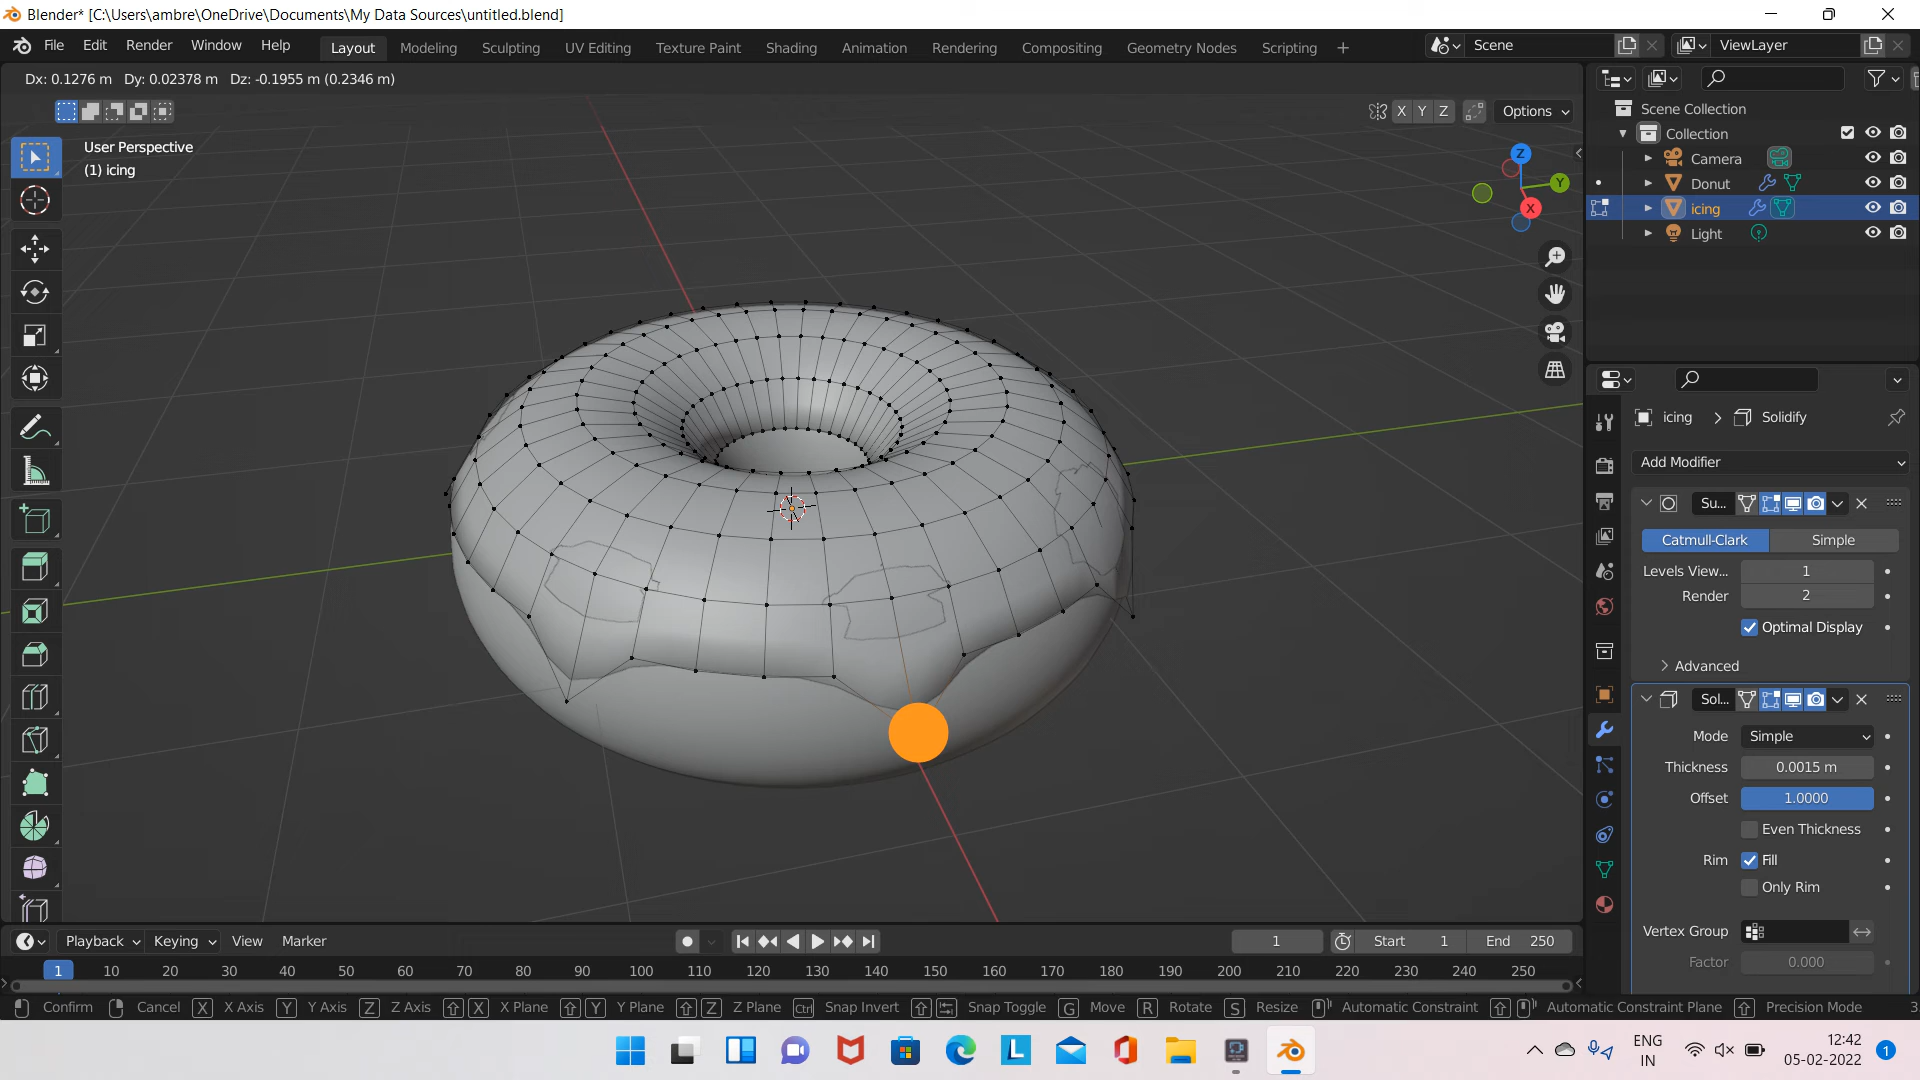 Blender* [C:\Users\ambre\OneDrive\Documents\My Data Sources\untitled.blend]
File Edit Render Window Help Layout Modeling Sculpting UV Editing Texture Paint Shading Animation Rendering Compositing Geometry Nodes Scripting + Scene ViewLayer
Dx: 0.1276 m Dy: 0.02378 m Dz: -0.1955 m (0.2346 m)
X Y Z Options
User Perspective
(1) icing
Z
Y
X
Scene Collection
Collection
Camera
Donut
icing
Light
icing > Solidify
Add Modifier
Su...
Catmull-Clark Simple
Levels View... 1
Render 2
Optimal Display
Advanced
Sol...
Mode Simple
Thickness 0.0015 m
Offset 1.0000
Even Thickness
Rim Fill
Only Rim
Vertex Group
Factor 0.000
Playback Keying View Marker 1 Start 1 End 250
1 10 20 30 40 50 60 70 80 90 100 110 120 130 140 150 160 170 180 190 200 210 220 230 240 250
Confirm Cancel X X Axis Y Y Axis Z Z Axis X X Plane Y Y Plane Z Z Plane Ctrl Snap Invert Snap Toggle G Move R Rotate S Resize Automatic Constraint Automatic Constraint Plane Precision Mode 3
L
ENG
IN
12:42
05-02-2022
1